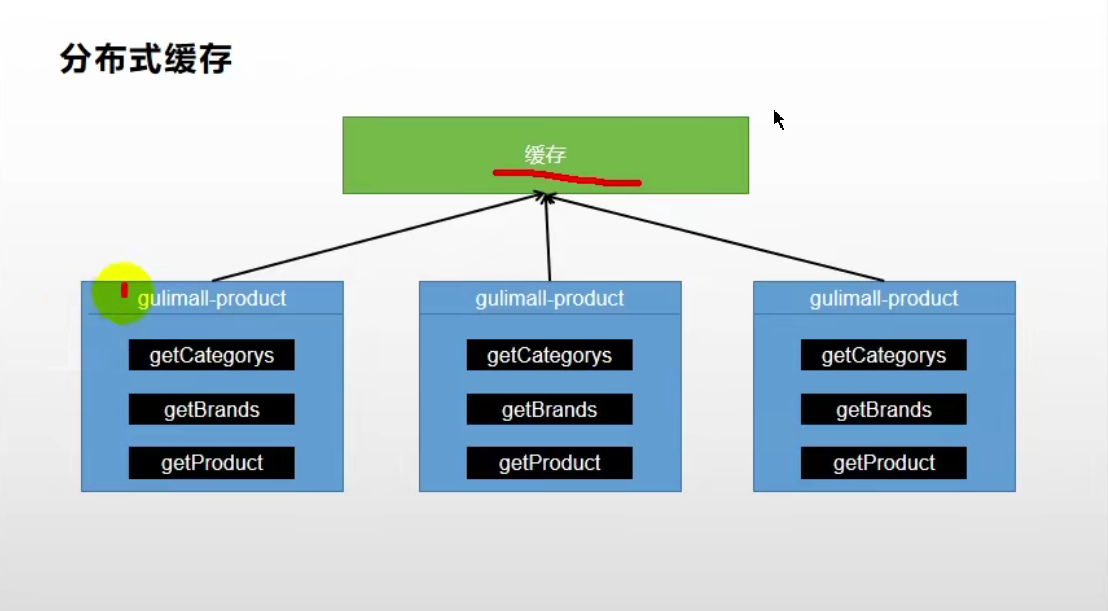 分布式缓存
缓存
gulimall-product
getCategorys
getBrands
getProduct
gulimall-product
getCategorys
getBrands
getProduct
gulimall-product
getCategorys
getBrands
getProduct